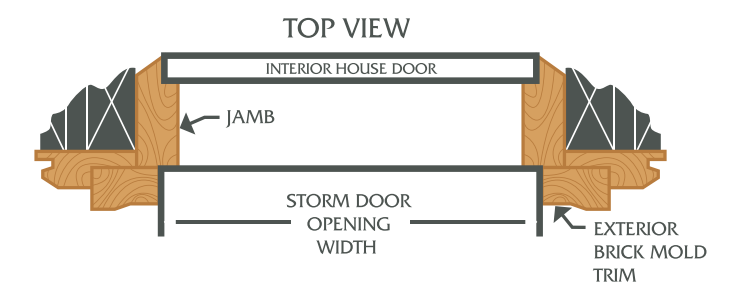 TOP VIEW
INTERIOR HOUSE DOOR
JAMB
STORM DOOR
OPENING
WIDTH
EXTERIOR
BRICK MOLD
TRIM